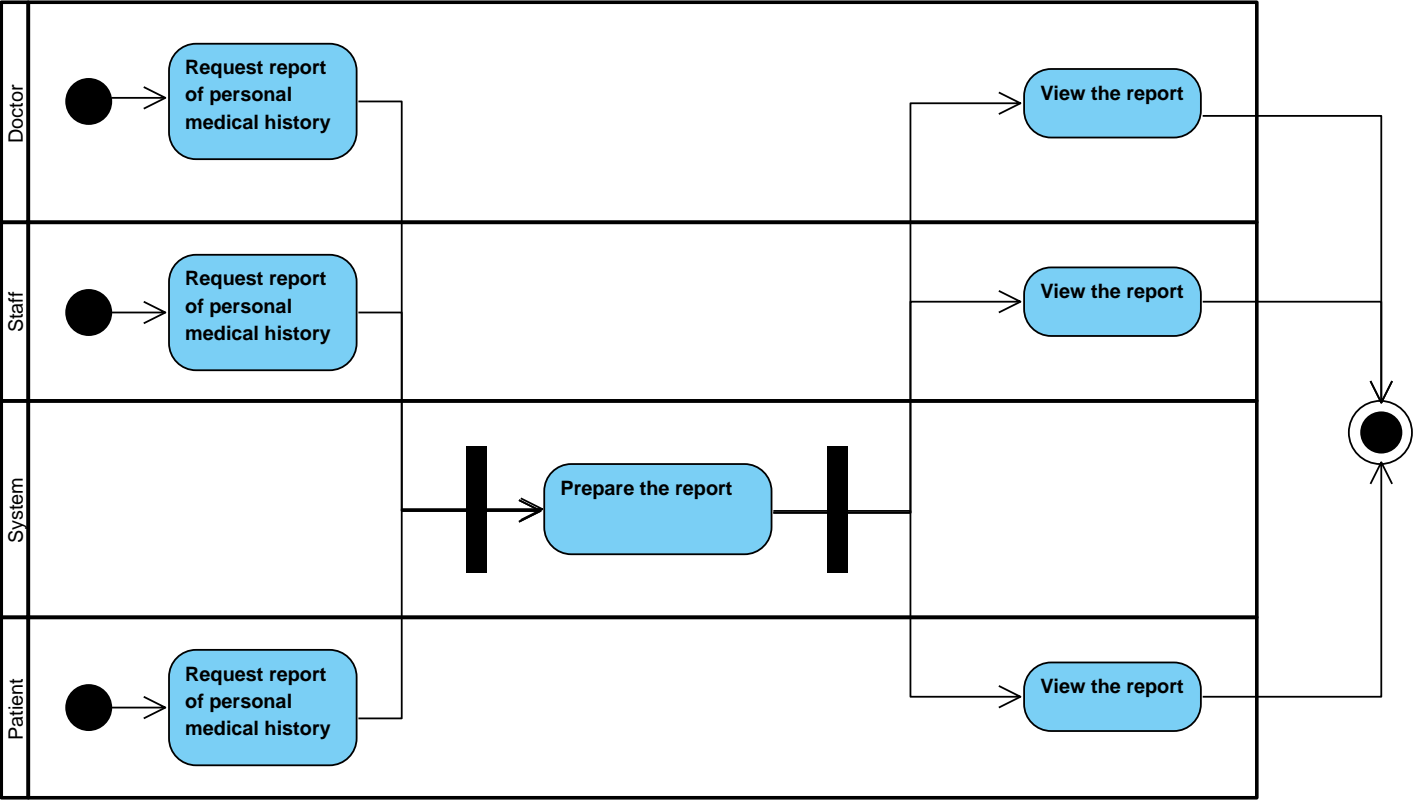 Doctor
Request report
of personal
medical history
View the report
Staff
Request report
of personal
medical history
View the report
System
Prepare the report
Patient
Request report
of personal
medical history
View the report